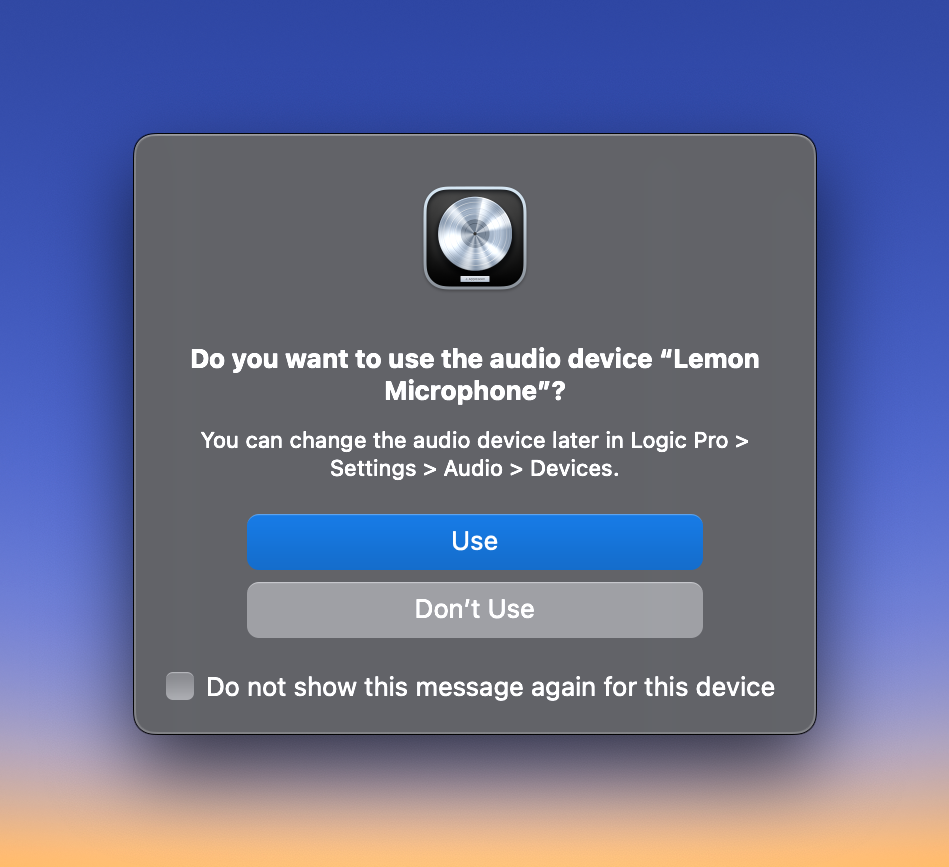 Do you want to use the audio device “Lemon
Microphone”?
You can change the audio device later in Logic Pro >
Settings > Audio > Devices.
Use
Don’t Use
Do not show this message again for this device